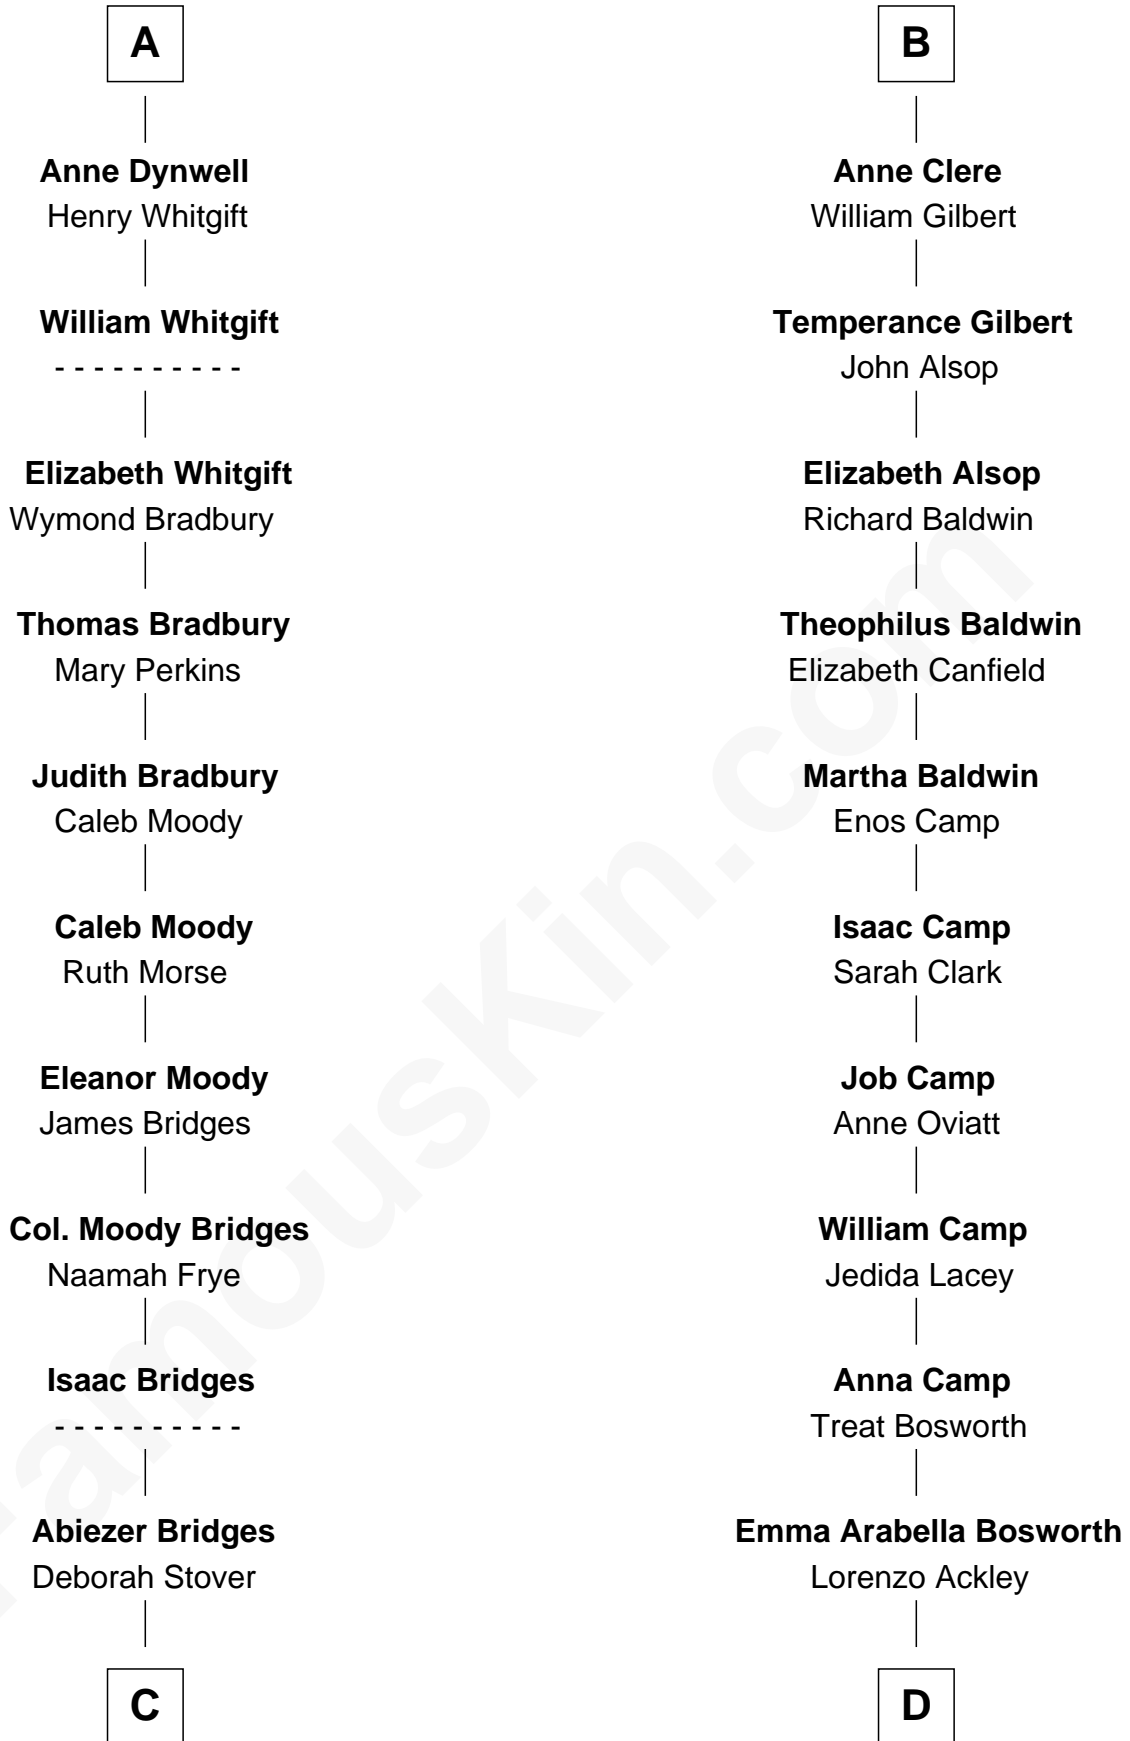 A
Anne Dynwell
Henry Whitgift
William Whitgift
- - - - - - - - - -
Elizabeth Whitgift
Wymond Bradbury
Thomas Bradbury
Mary Perkins
Judith Bradbury
Caleb Moody
Caleb Moody
Ruth Morse
Eleanor Moody
James Bridges
Col. Moody Bridges
Naamah Frye
Isaac Bridges
- - - - - - - - - -
Abiezer Bridges
Deborah Stover
C
B
Anne Clere
William Gilbert
Temperance Gilbert
John Alsop
Elizabeth Alsop
Richard Baldwin
Theophilus Baldwin
Elizabeth Canfield
Martha Baldwin
Enos Camp
Isaac Camp
Sarah Clark
Job Camp
Anne Oviatt
William Camp
Jedida Lacey
Anna Camp
Treat Bosworth
Emma Arabella Bosworth
Lorenzo Ackley
D
FamousKin.com